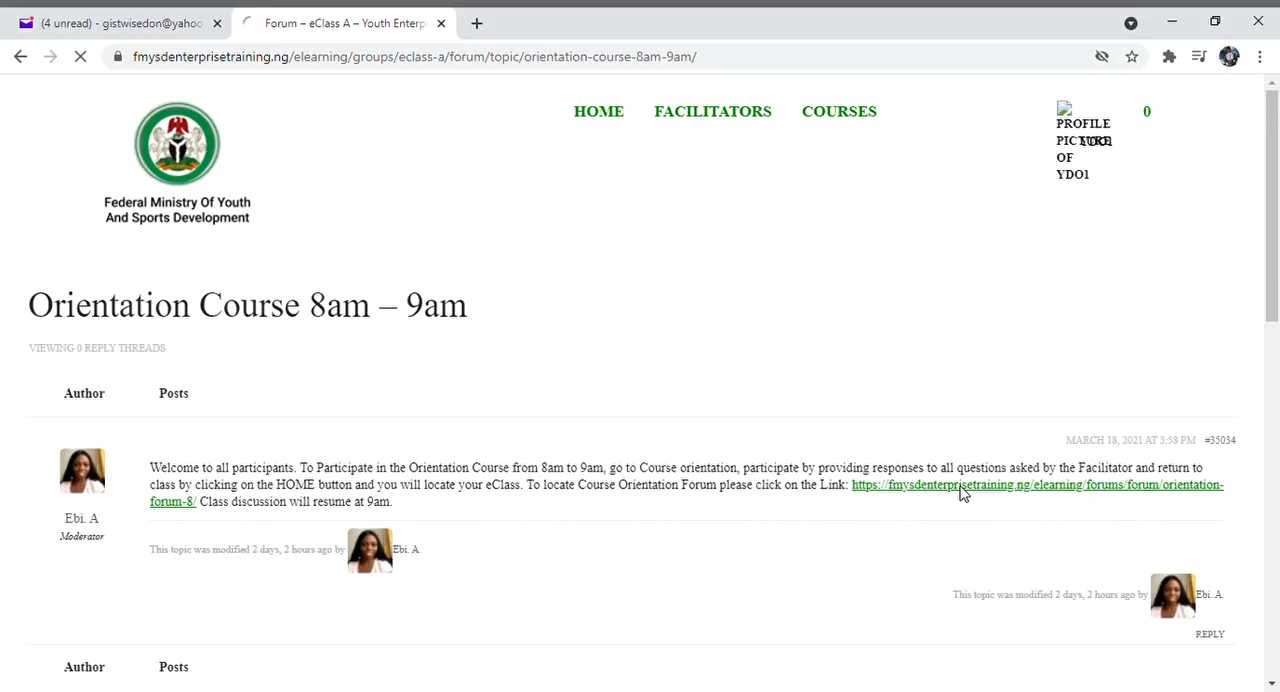 (4 unread) - gistwisedon@yahoo
Forum – eClass A – Youth Enterp
fmysdenterprisetraining.ng/elearning/groups/eclass-a/forum/topic/orientation-course-8am-9am/
Federal Ministry Of Youth
And Sports Development
HOME FACILITATORS COURSES
PROFILE
PICTURE
OF
YDO1
YDO1
0
Orientation Course 8am – 9am
VIEWING 0 REPLY THREADS
Author Posts
MARCH 18, 2021 AT 3:58 PM #35034
Welcome to all participants. To Participate in the Orientation Course from 8am to 9am, go to Course orientation, participate by providing responses to all questions asked by the Facilitator and return to
class by clicking on the HOME button and you will locate your eClass. To locate Course Orientation Forum please click on the Link: https://fmysdenterprisetraining.ng/elearning/forums/forum/orientation-
forum-8/ Class discussion will resume at 9am.
Ebi. A
Moderator
This topic was modified 2 days, 2 hours ago by Ebi. A.
This topic was modified 2 days, 2 hours ago by Ebi. A.
REPLY
Author Posts